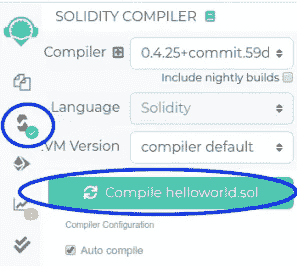 SOLIDITY COMPILER
Compiler
0.4.25+commit.59d
Include nightly builds
Language
Solidity
VM Version
compiler default
Compile helloworld.sol
Compiler Configuration
Auto compile